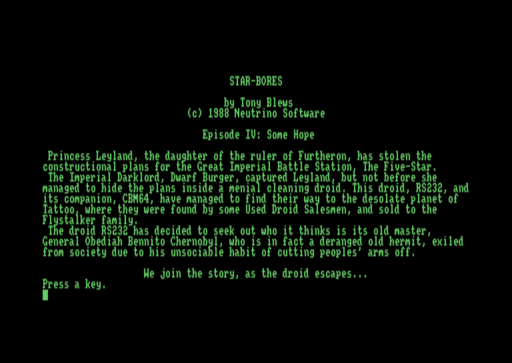 STAR-BORES
by Tony Blews
(c) 1988 Neutrino Software
Episode IV: Some Hope
Princess Leyland, the daughter of the ruler of Furtheron, has stolen the
constructional plans for the Great Imperial Battle Station, The Five-Star.
The Imperial Darklord, Dwarf Burger, captured Leyland, but not before she
managed to hide the plans inside a menial cleaning droid. This droid, RS232, and
its companion, CBM64, have managed to find their way to the desolate planet of
Tattoo, where they were found by some Used Droid Salesmen, and sold to the
Flystalker family.
The droid RS232 has decided to seek out who it thinks is its old master,
General Obediah Bennito Chernobyl, who is in fact a deranged old hermit, exiled
from society due to his unsociable habit of cutting peoples' arms off.
We join the story, as the droid escapes...
Press a key.